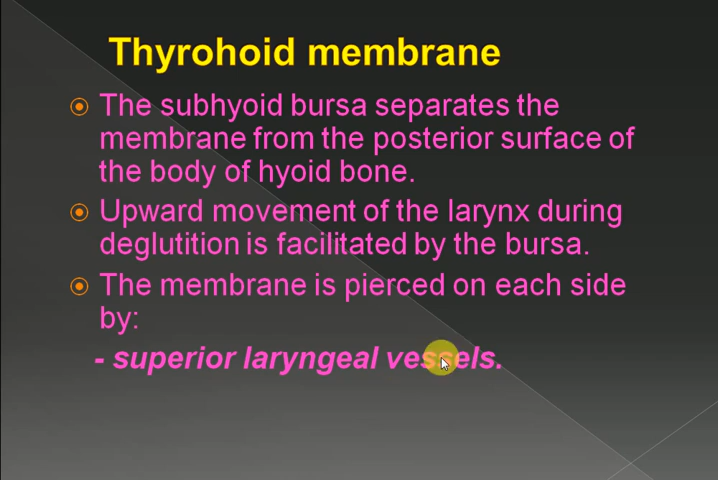 Thyrohoid membrane
The subhyoid bursa separates the
membrane from the posterior surface of
the body of hyoid bone.
Upward movement of the larynx during
deglutition is facilitated by the bursa.
The membrane is pierced on each side
by:
- superior laryngeal vessels.